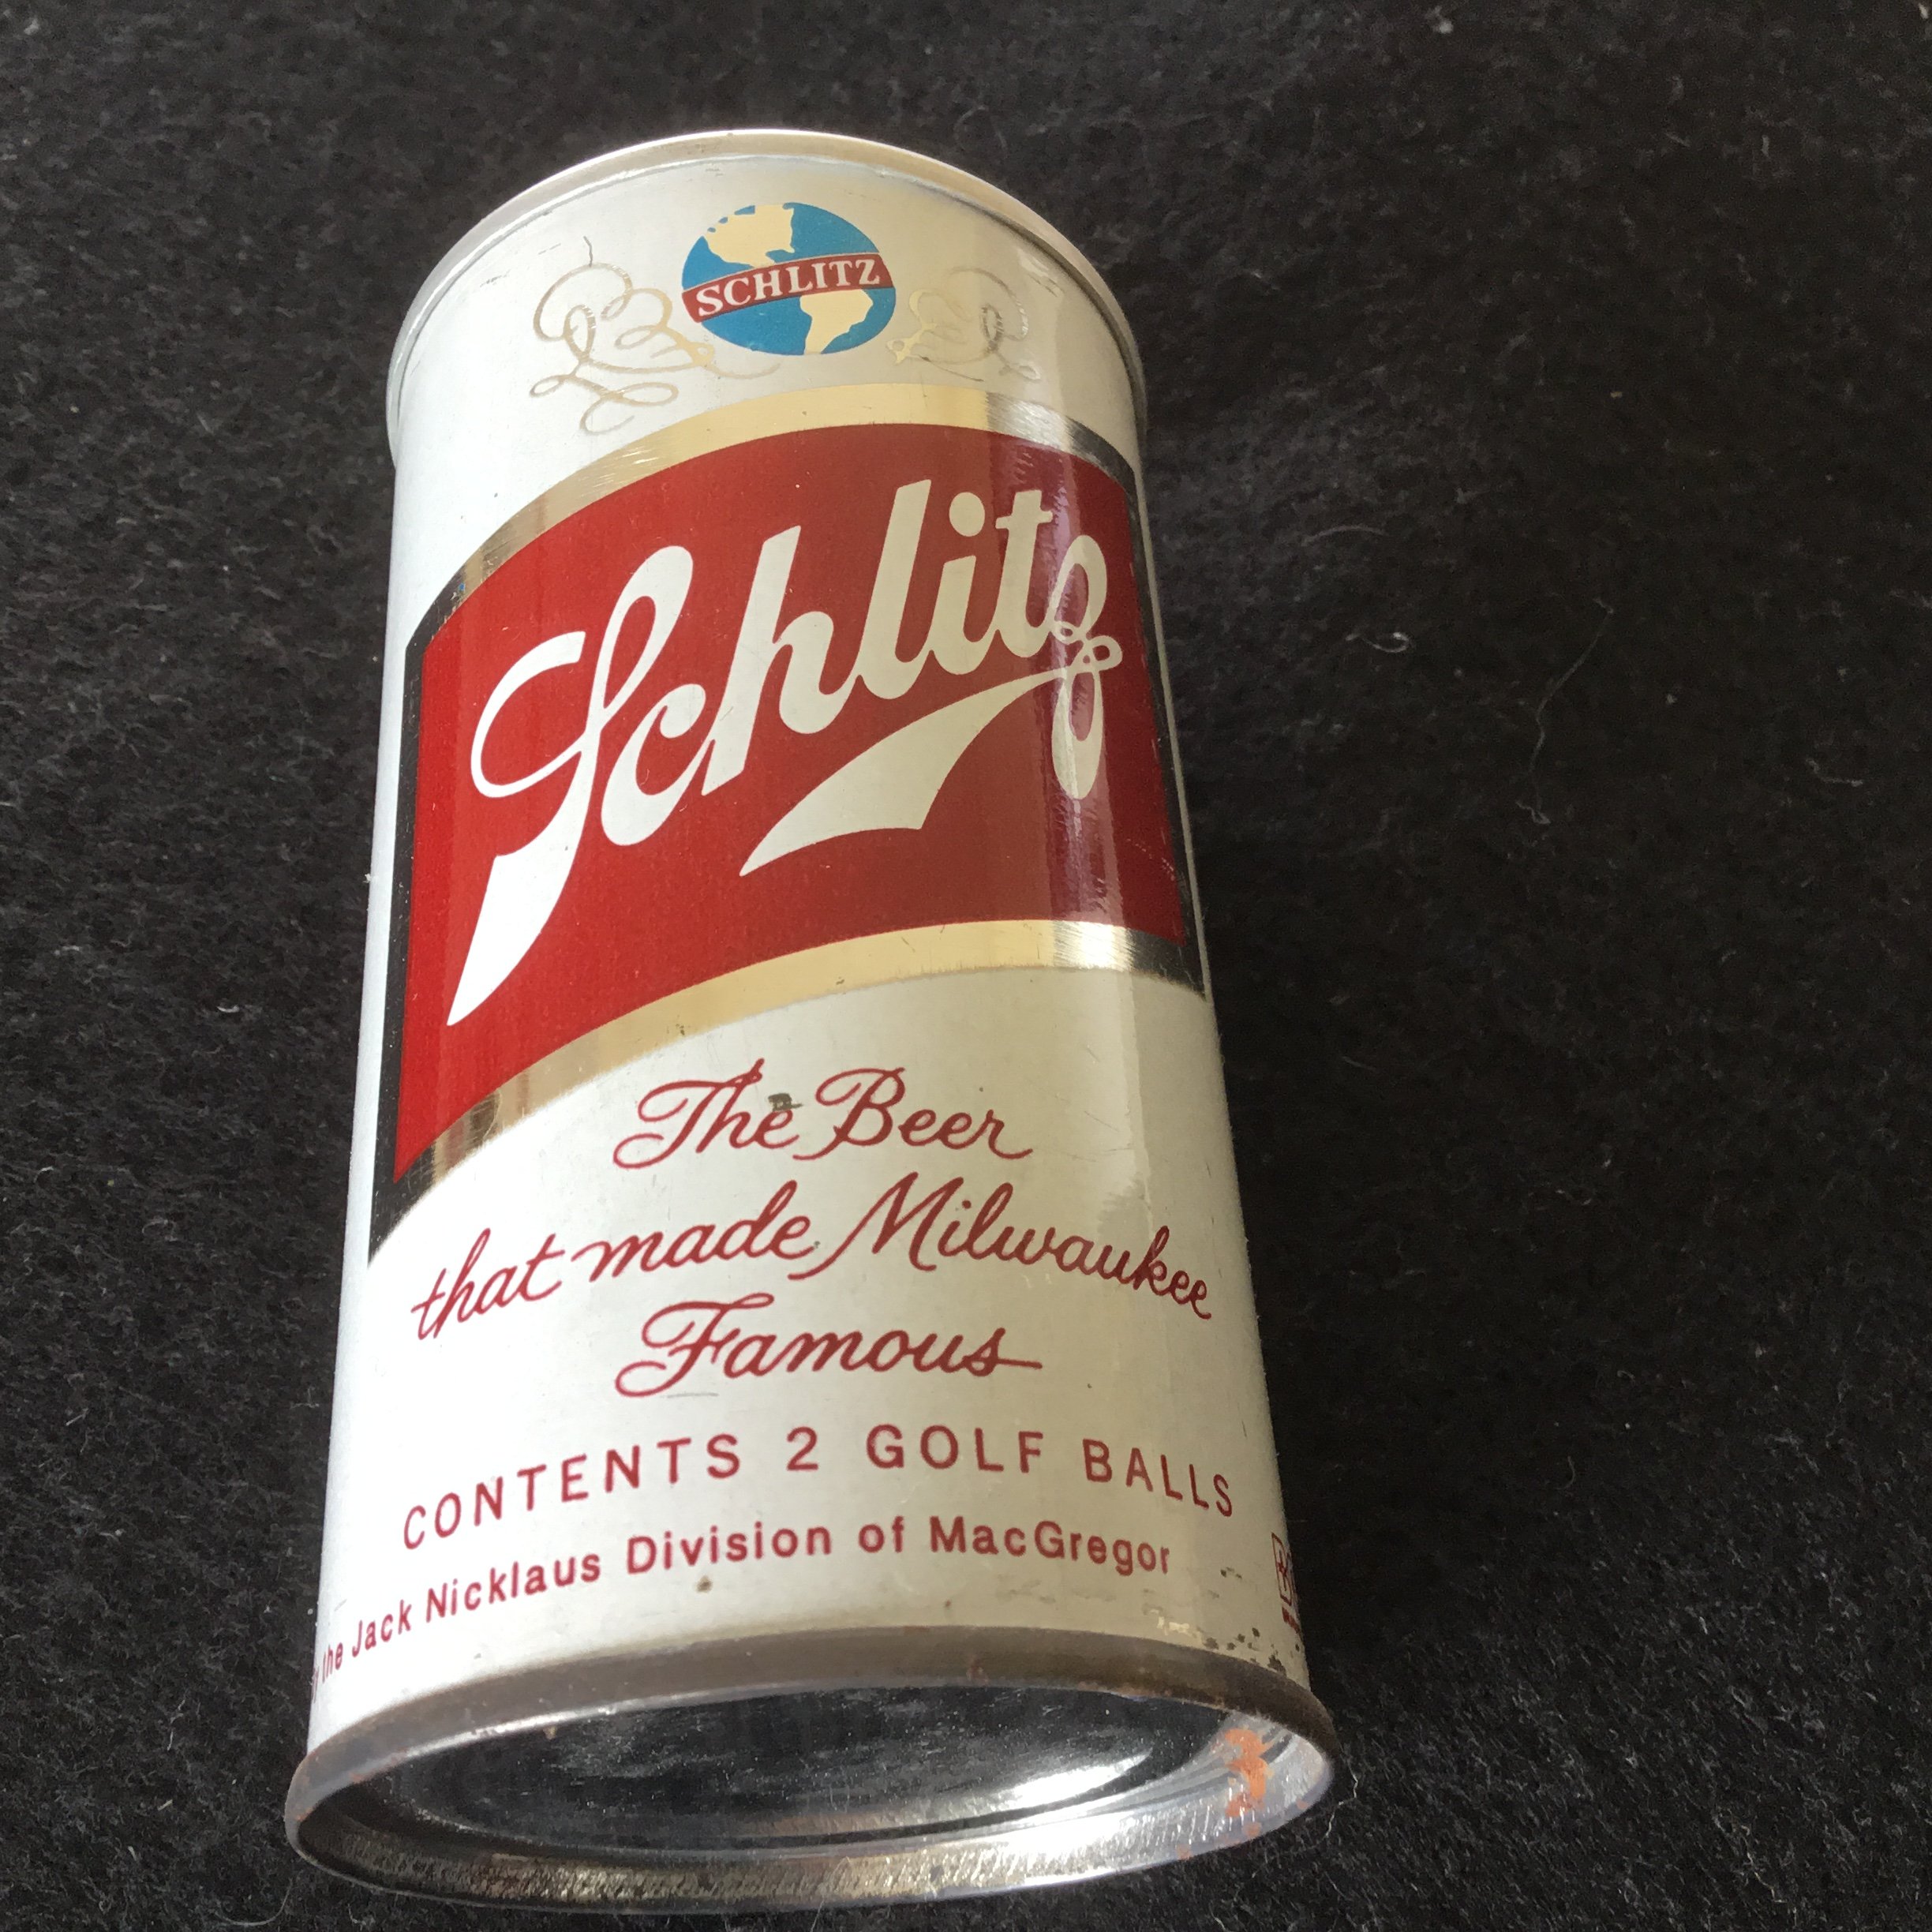 SCHLITZ
Schlitz
The Beer
that made Milwaukee
Famous
CONTENTS 2 GOLF BALLS
the Jack Nicklaus Division of MacGregor